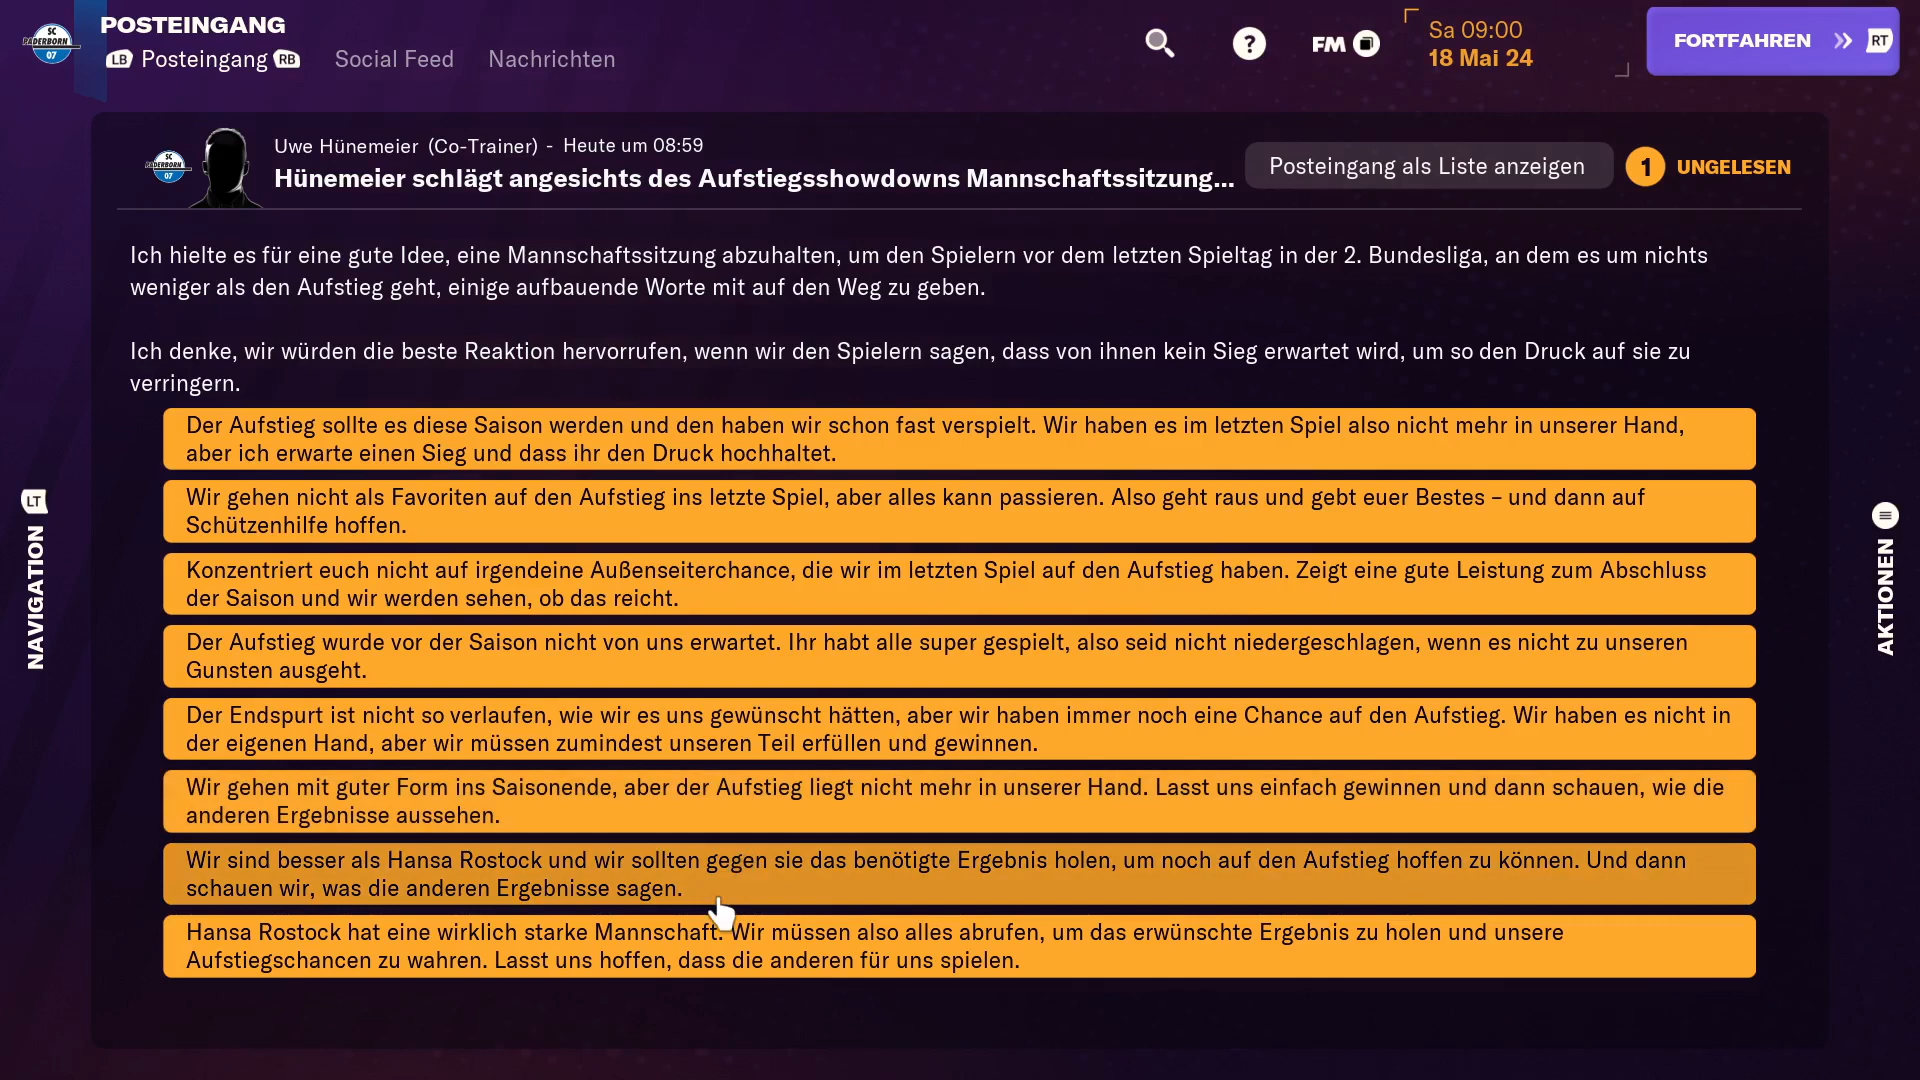 SC
PADERBORN
07
POSTEINGANG
LB Posteingang RB Social Feed Nachrichten
?
FM
Sa 09:00
18 Mai 24
FORTFAHREN RT
SC
PADERBORN
07
Uwe Hünemeier (Co-Trainer) - Heute um 08:59
Hünemeier schlägt angesichts des Aufstiegsshowdowns Mannschaftssitzung...
Posteingang als Liste anzeigen
1 UNGELESEN
Ich hielte es für eine gute Idee, eine Mannschaftssitzung abzuhalten, um den Spielern vor dem letzten Spieltag in der 2. Bundesliga, an dem es um nichts
weniger als den Aufstieg geht, einige aufbauende Worte mit auf den Weg zu geben.
Ich denke, wir würden die beste Reaktion hervorrufen, wenn wir den Spielern sagen, dass von ihnen kein Sieg erwartet wird, um so den Druck auf sie zu
verringern.
Der Aufstieg sollte es diese Saison werden und den haben wir schon fast verspielt. Wir haben es im letzten Spiel also nicht mehr in unserer Hand,
aber ich erwarte einen Sieg und dass ihr den Druck hochhaltet.
Wir gehen nicht als Favoriten auf den Aufstieg ins letzte Spiel, aber alles kann passieren. Also geht raus und gebt euer Bestes – und dann auf
Schützenhilfe hoffen.
Konzentriert euch nicht auf irgendeine Außenseiterchance, die wir im letzten Spiel auf den Aufstieg haben. Zeigt eine gute Leistung zum Abschluss
der Saison und wir werden sehen, ob das reicht.
Der Aufstieg wurde vor der Saison nicht von uns erwartet. Ihr habt alle super gespielt, also seid nicht niedergeschlagen, wenn es nicht zu unseren
Gunsten ausgeht.
Der Endspurt ist nicht so verlaufen, wie wir es uns gewünscht hätten, aber wir haben immer noch eine Chance auf den Aufstieg. Wir haben es nicht in
der eigenen Hand, aber wir müssen zumindest unseren Teil erfüllen und gewinnen.
Wir gehen mit guter Form ins Saisonende, aber der Aufstieg liegt nicht mehr in unserer Hand. Lasst uns einfach gewinnen und dann schauen, wie die
anderen Ergebnisse aussehen.
Wir sind besser als Hansa Rostock und wir sollten gegen sie das benötigte Ergebnis holen, um noch auf den Aufstieg hoffen zu können. Und dann
schauen wir, was die anderen Ergebnisse sagen.
Hansa Rostock hat eine wirklich starke Mannschaft. Wir müssen also alles abrufen, um das erwünschte Ergebnis zu holen und unsere
Aufstiegschancen zu wahren. Lasst uns hoffen, dass die anderen für uns spielen.
LT
NAVIGATION
AKTIONEN